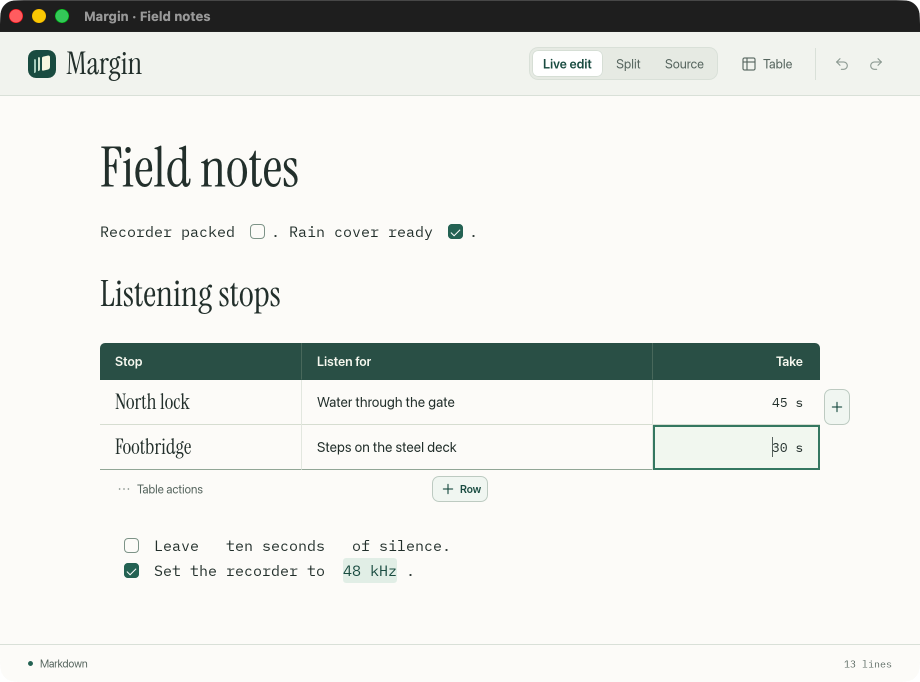 Margin · Field notes
Margin
Live edit Split Source Table
Field notes
Recorder packed . Rain cover ready .
Listening stops
Stop Listen for Take
North lock Water through the gate 45 s
Footbridge Steps on the steel deck 30 s
Table actions
Row
Leave ten seconds of silence.
Set the recorder to 48 kHz .
Markdown
13 lines